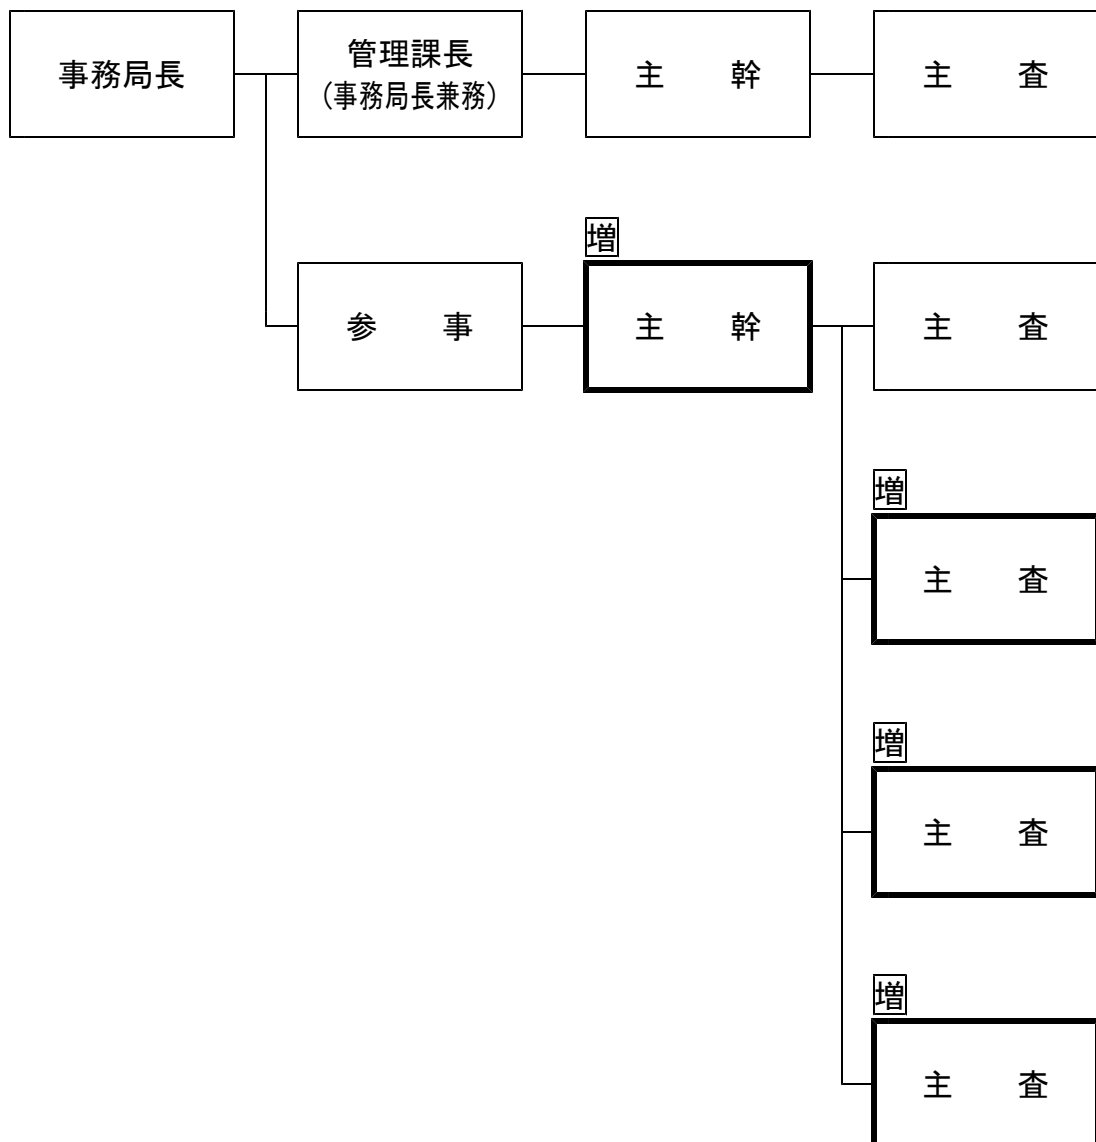 事務局長
管理課長
(事務局長兼務)
主　　幹
主　　査
増
参　　事
主　　幹
主　　査
増
主　　査
増
主　　査
増
主　　査